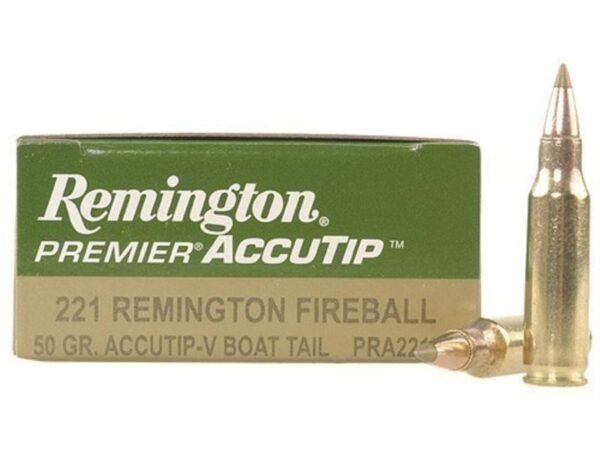 Remington®
PREMIER® ACCUTIP™
221 REMINGTON FIREBALL
50 GR. ACCUTIP-V BOAT TAIL